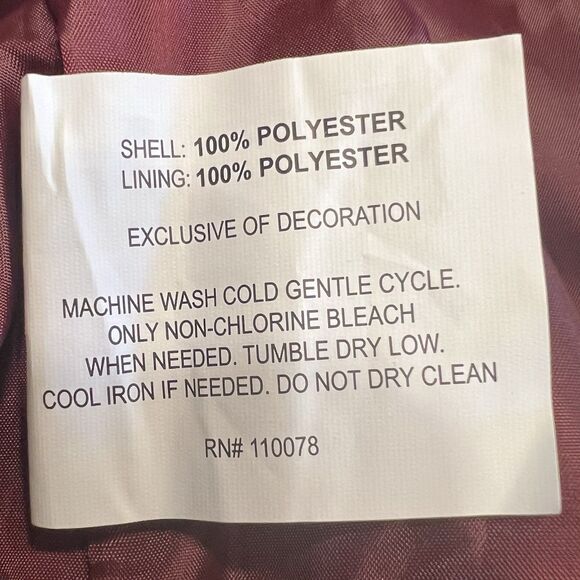 SHELL: 100% POLYESTER
LINING: 100% POLYESTER
EXCLUSIVE OF DECORATION
MACHINE WASH COLD GENTLE CYCLE.
ONLY NON-CHLORINE BLEACH
WHEN NEEDED. TUMBLE DRY LOW.
COOL IRON IF NEEDED. DO NOT DRY CLEAN
RN# 110078